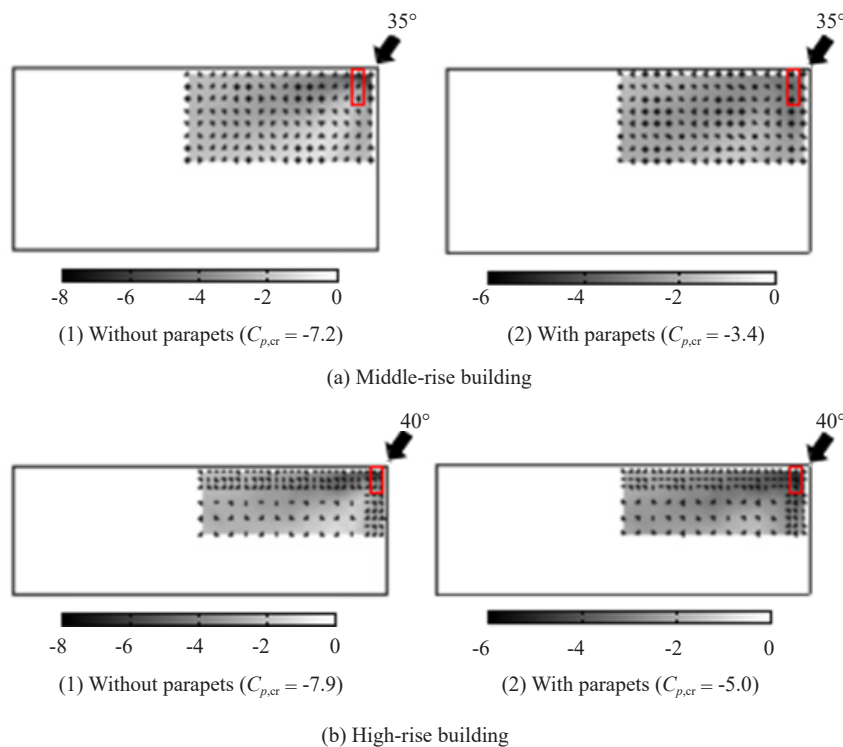 35°
35°
-8 -6 -4 -2 0
-6 -4 -2 0
(1) Without parapets (Cp,cr = -7.2)
(2) With parapets (Cp,cr = -3.4)
(a) Middle-rise building
40°
40°
-8 -6 -4 -2 0
-6 -4 -2 0
(1) Without parapets (Cp,cr = -7.9)
(2) With parapets (Cp,cr = -5.0)
(b) High-rise building